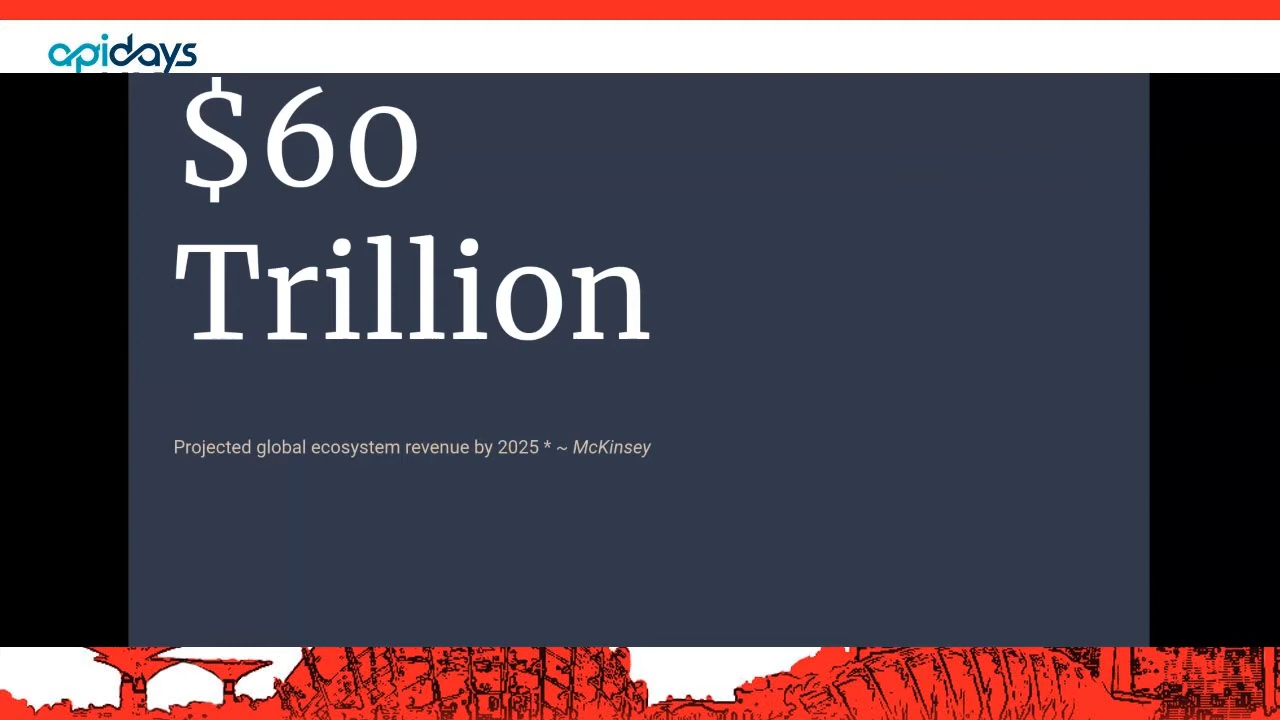 apidays
$60
Trillion
Projected global ecosystem revenue by 2025 * ~ McKinsey